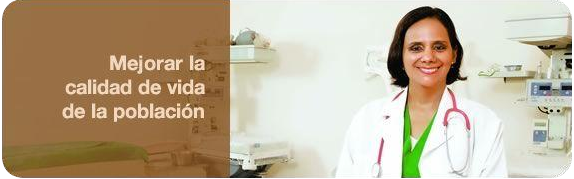 Mejorar la
calidad de vida
de la población